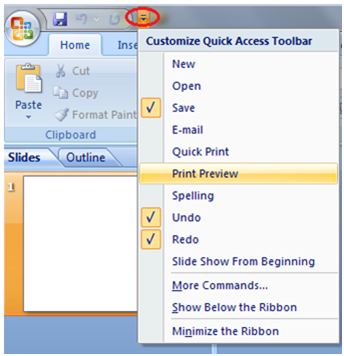 Customize Quick Access Toolbar
Home Inse
New
Open
Cut
Save
Copy
E-mail
Paste
Format Paint
Quick Print
Clipboard
Slides Outline
Print Preview
1
Spelling
Undo
Redo
Slide Show From Beginning
More Commands...
Show Below the Ribbon
Minimize the Ribbon